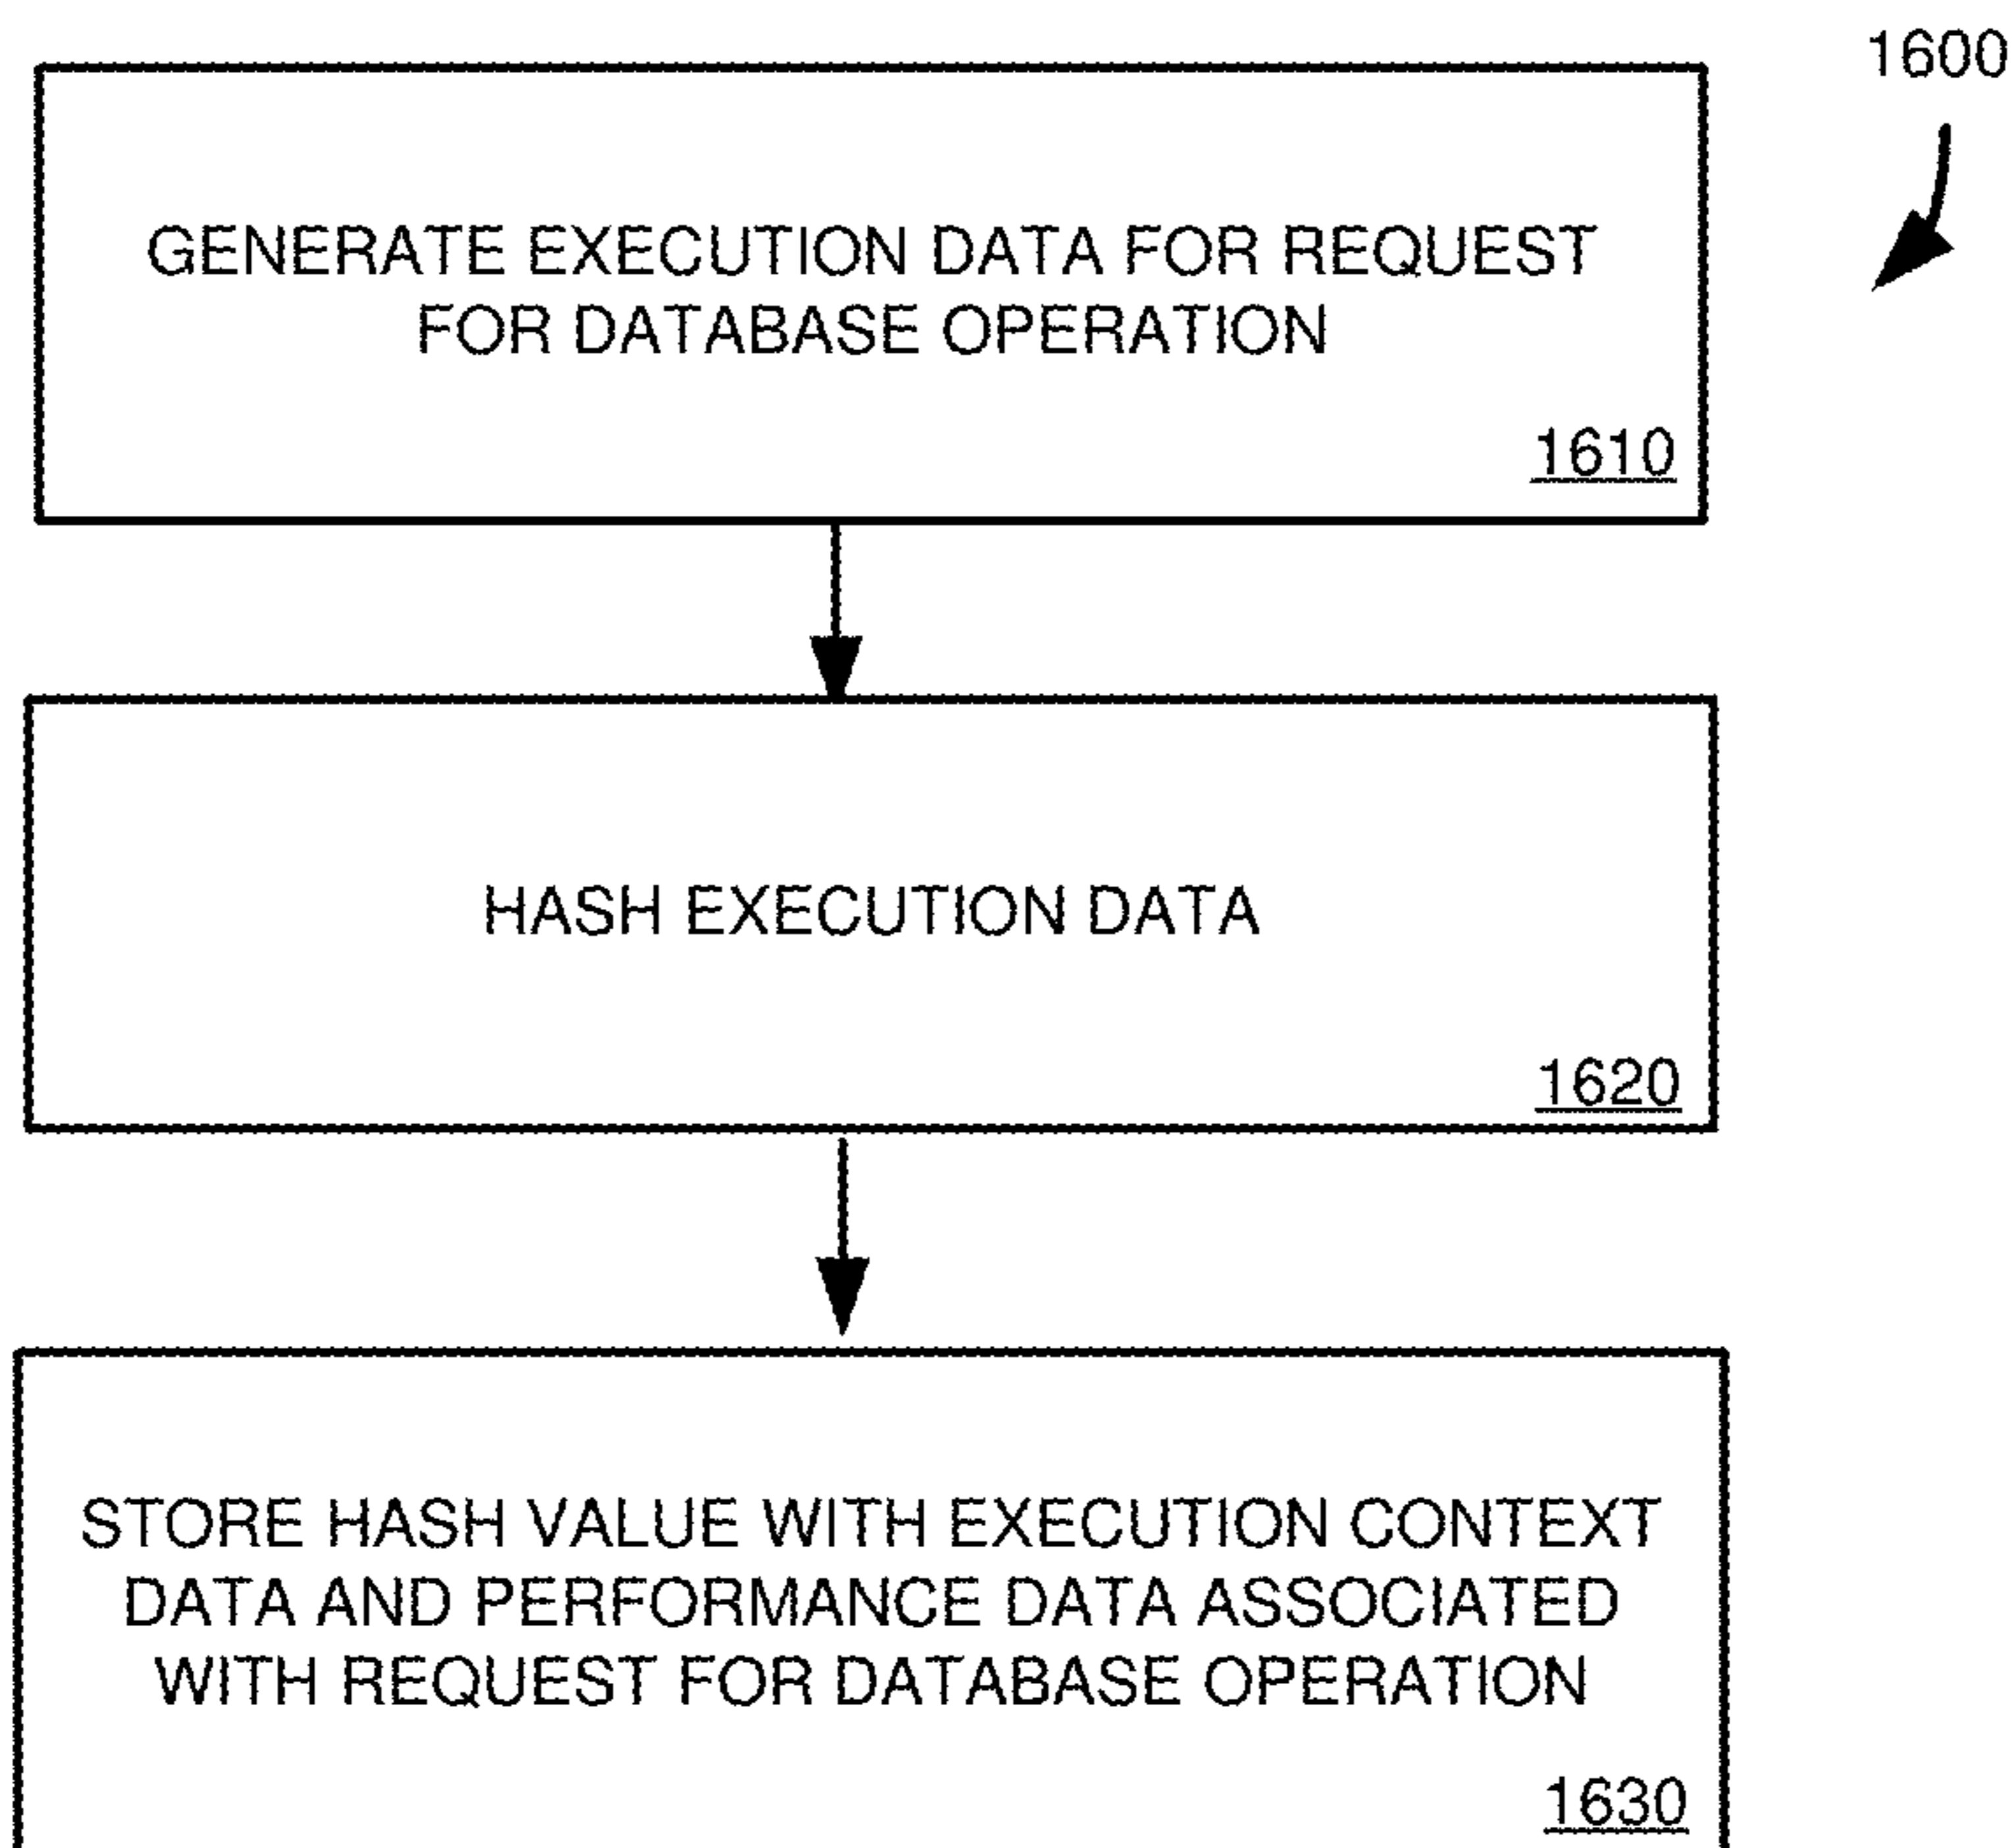 1600
GENERATE EXECUTION DATA FOR REQUEST
FOR DATABASE OPERATION
1610
HASH EXECUTION DATA
1620
STORE HASH VALUE WITH EXECUTION CONTEXT
DATA AND PERFORMANCE DATA ASSOCIATED
WITH REQUEST FOR DATABASE OPERATION
1630